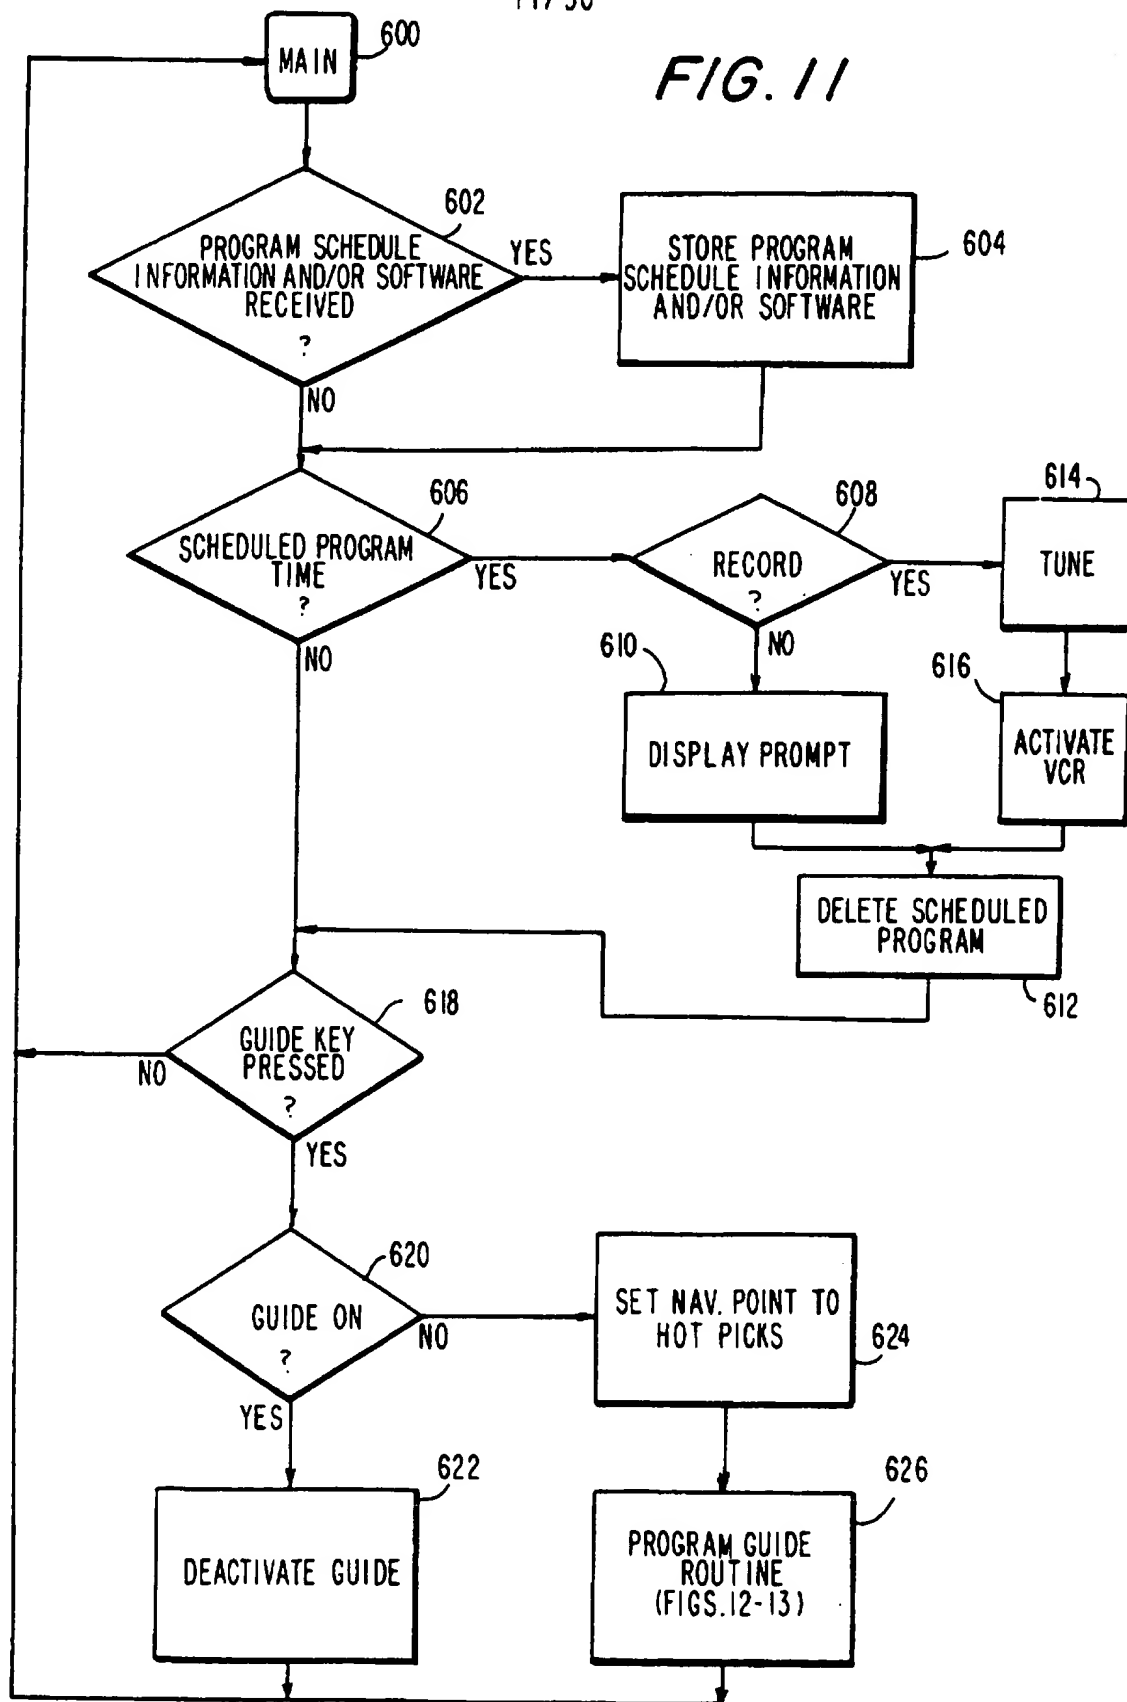 600
MAIN
FIG. 11
602
PROGRAM SCHEDULE
INFORMATION AND/OR SOFTWARE
RECEIVED
?
YES
NO
STORE PROGRAM
SCHEDULE INFORMATION
AND/OR SOFTWARE
604
606
SCHEDULED PROGRAM
TIME
?
YES
NO
608
RECORD
?
YES
NO
614
TUNE
610
DISPLAY PROMPT
616
ACTIVATE
VCR
DELETE SCHEDULED
PROGRAM
612
618
GUIDE KEY
PRESSED
?
NO
YES
620
GUIDE ON
?
NO
YES
SET NAV. POINT TO
HOT PICKS
624
622
DEACTIVATE GUIDE
626
PROGRAM GUIDE
ROUTINE
(FIGS. 12-13)